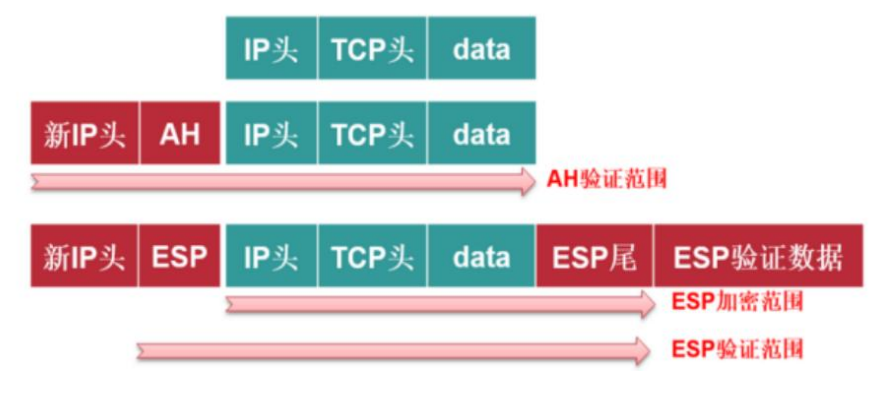 IP头 TCP头 data
新IP头 AH IP头 TCP头 data
AH验证范围
新IP头 ESP IP头 TCP头 data ESP尾 ESP验证数据
ESP加密范围
ESP验证范围